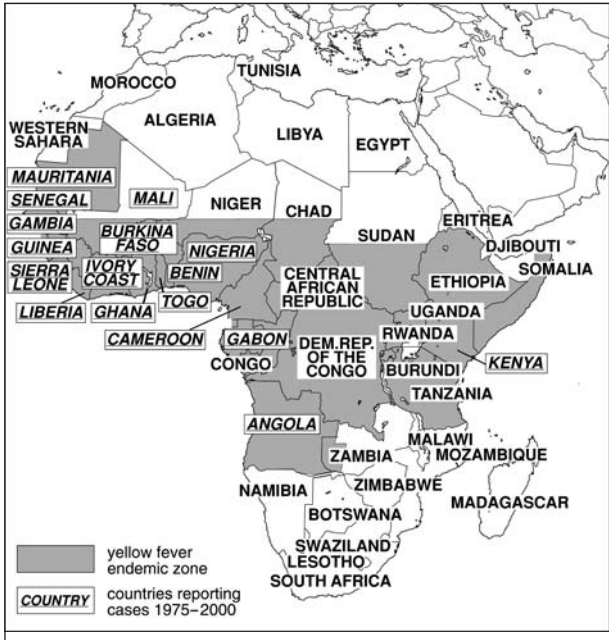 TUNISIA
MOROCCO
ALGERIA
WESTERN
SAHARA
LIBYA
EGYPT
MAURITANIA
SENEGAL
MALI
NIGER
CHAD
GAMBIA
BURKINA
FASO
SUDAN
ERITREA
GUINEA
NIGERIA
DJIBOUTI
SIERRA
LEONE
IVORY
COAST
BENIN
CENTRAL
AFRICAN
REPUBLIC
ETHIOPIA
SOMALIA
LIBERIA
GHANA
TOGO
UGANDA
CAMEROON
GABON
DEM.REP.
OF THE
CONGO
RWANDA
CONGO
BURUNDI
KENYA
TANZANIA
ANGOLA
MALAWI
ZAMBIA
MOZAMBIQUE
NAMIBIA
ZIMBABWE
MADAGASCAR
BOTSWANA
SWAZILAND
LESOTHO
SOUTH AFRICA
yellow fever
endemic zone
COUNTRY
countries reporting
cases 1975–2000